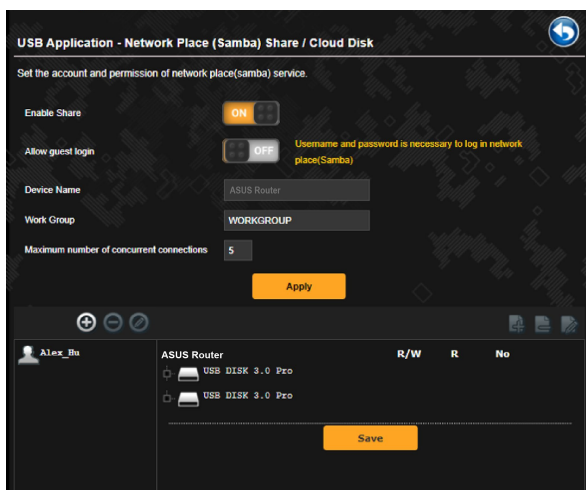 USB Application - Network Place (Samba) Share / Cloud Disk
Set the account and permission of network place(samba) service.
Enable Share ON
Allow guest login OFF Username and password is necessary to log in network
place(Samba)
Device Name ASUS Router
Work Group WORKGROUP
Maximum number of concurrent connections 5
Apply
Alex_Hu
ASUS Router R/W R No
USB DISK 3.0 Pro
USB DISK 3.0 Pro
Save